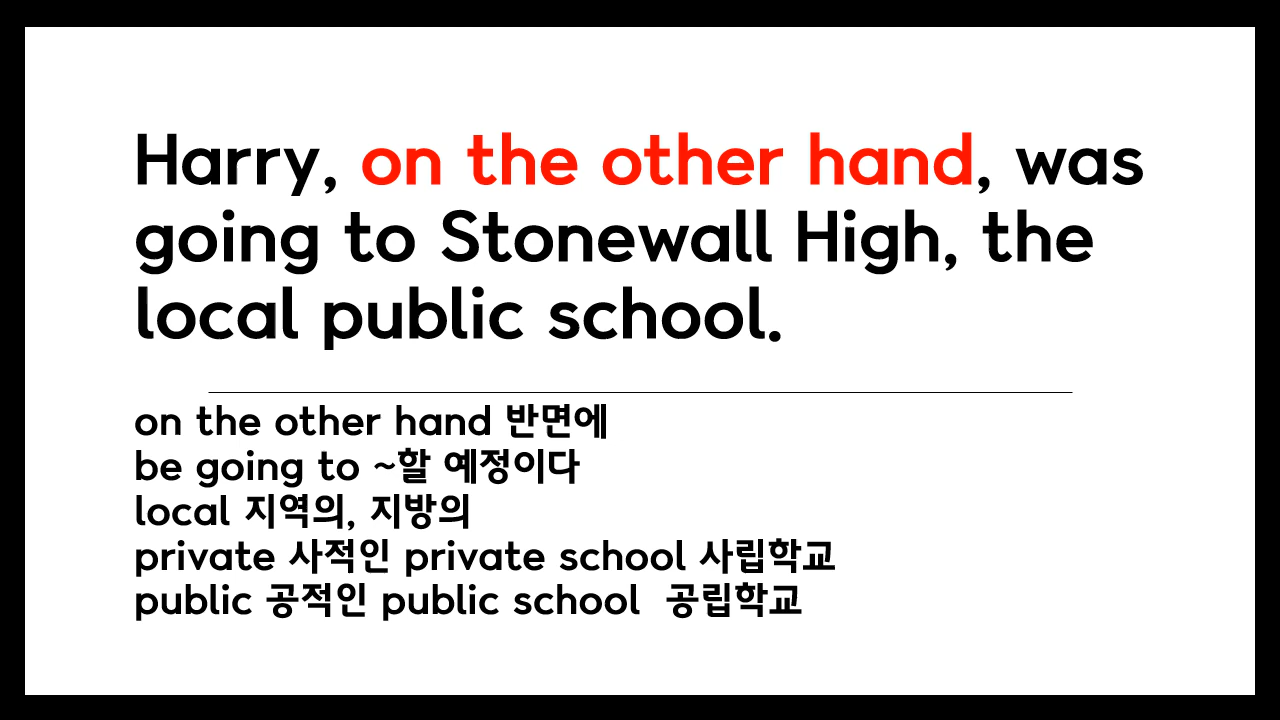 Harry, on the other hand, was
going to Stonewall High, the
local public school.
on the other hand 반면에
be going to ~할 예정이다
local 지역의, 지방의
private 사적인 private school 사립학교
public 공적인 public school 공립학교